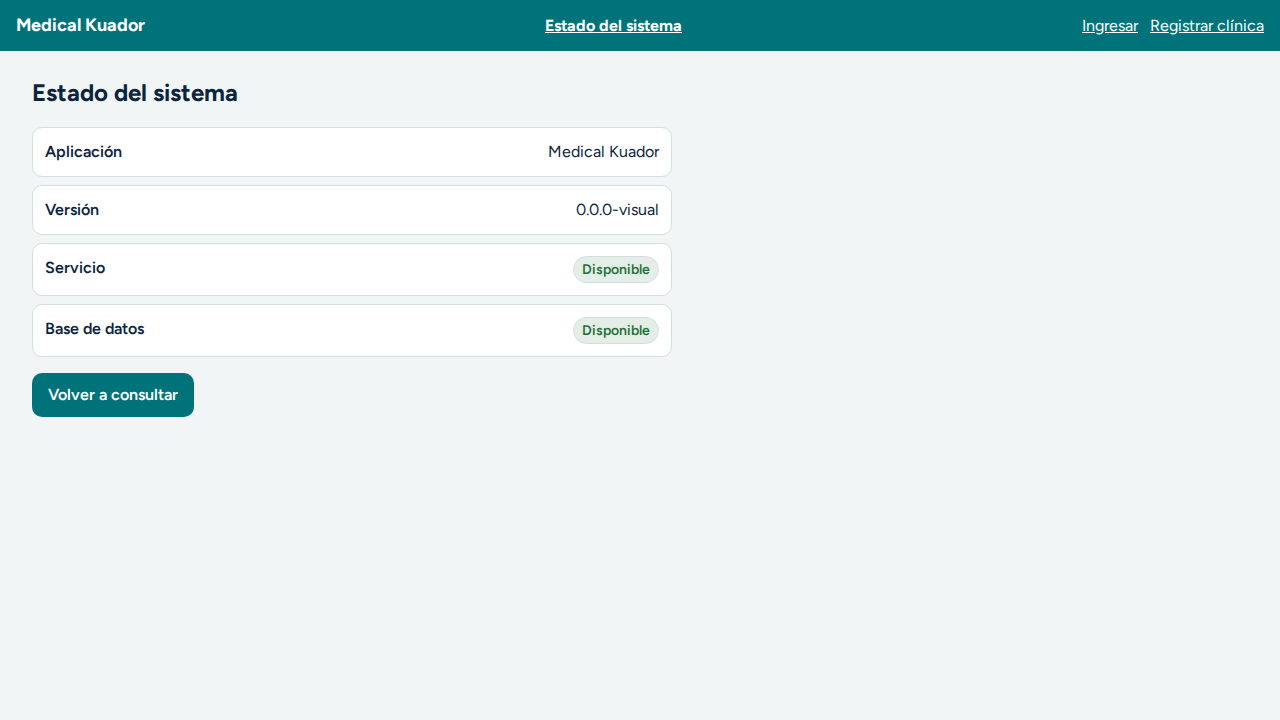 Medical Kuador
Estado del sistema
Ingresar
Registrar clínica
Estado del sistema
Aplicación
Medical Kuador
Versión
0.0.0-visual
Servicio
Disponible
Base de datos
Disponible
Volver a consultar